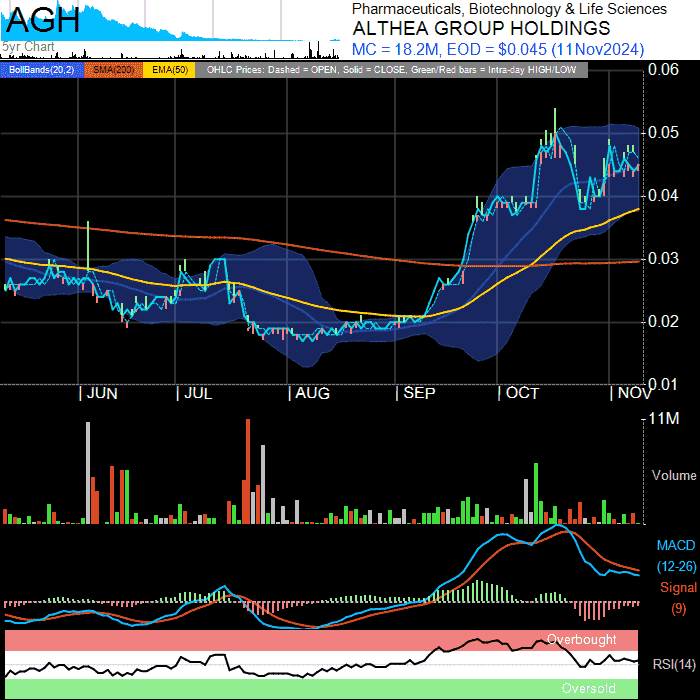 AGH
5yr Chart
Pharmaceuticals, Biotechnology & Life Sciences
ALTHEA GROUP HOLDINGS
MC = 18.2M, EOD = $0.045 (11Nov2024)
BollBands(20,2) SMA(200) EMA(50) OHLC Prices: Dashed = OPEN, Solid = CLOSE, Green/Red bars = Intra-day HIGH/LOW
0.06
0.05
0.04
0.03
0.02
0.01
JUN JUL AUG SEP OCT NOV
11M
Volume
MACD
(12-26)
Signal
(9)
Overbought
RSI(14)
Oversold